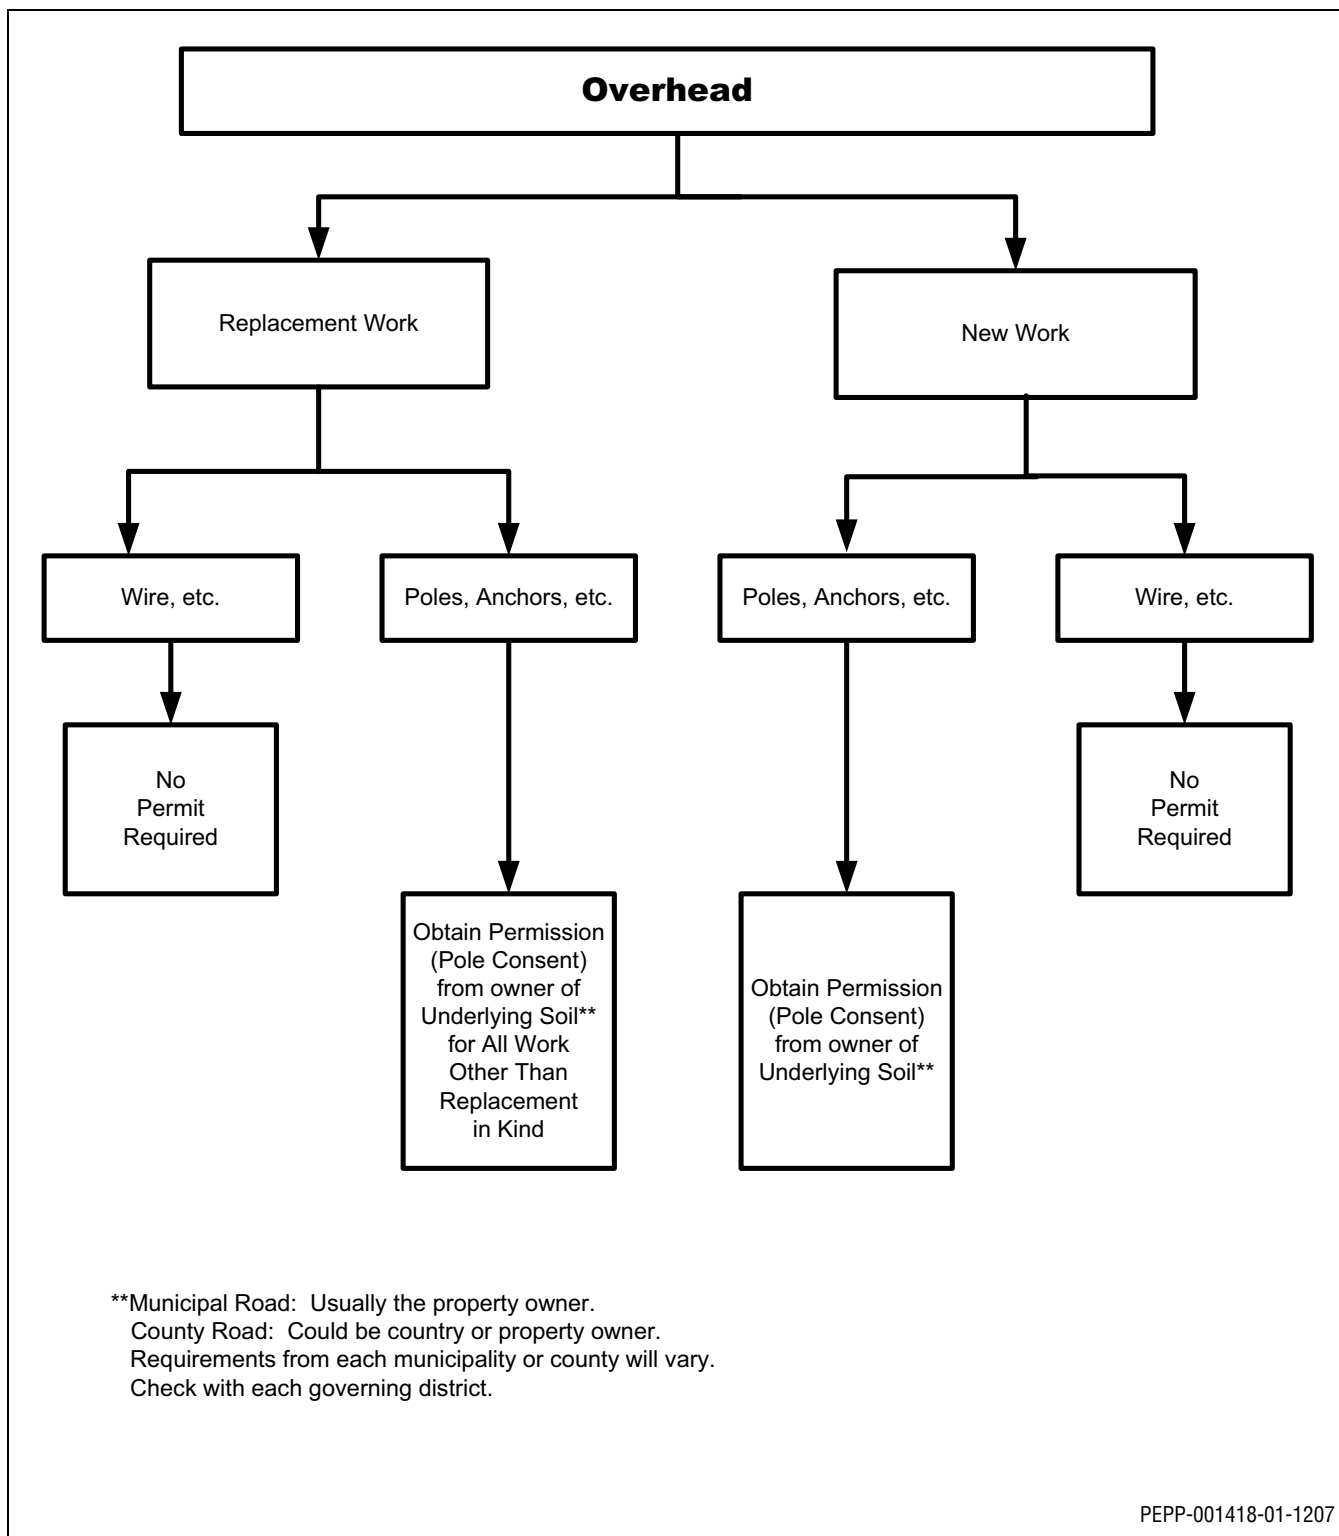 Overhead
Replacement Work
New Work
Wire, etc.
Poles, Anchors, etc.
Poles, Anchors, etc.
Wire, etc.
No
Permit
Required
No
Permit
Required
Obtain Permission
(Pole Consent)
from owner of
Underlying Soil**
for All Work
Other Than
Replacement
in Kind
Obtain Permission
(Pole Consent)
from owner of
Underlying Soil**
**Municipal Road:  Usually the property owner.
County Road:  Could be country or property owner.
Requirements from each municipality or county will vary.
Check with each governing district.
PEPP-001418-01-1207